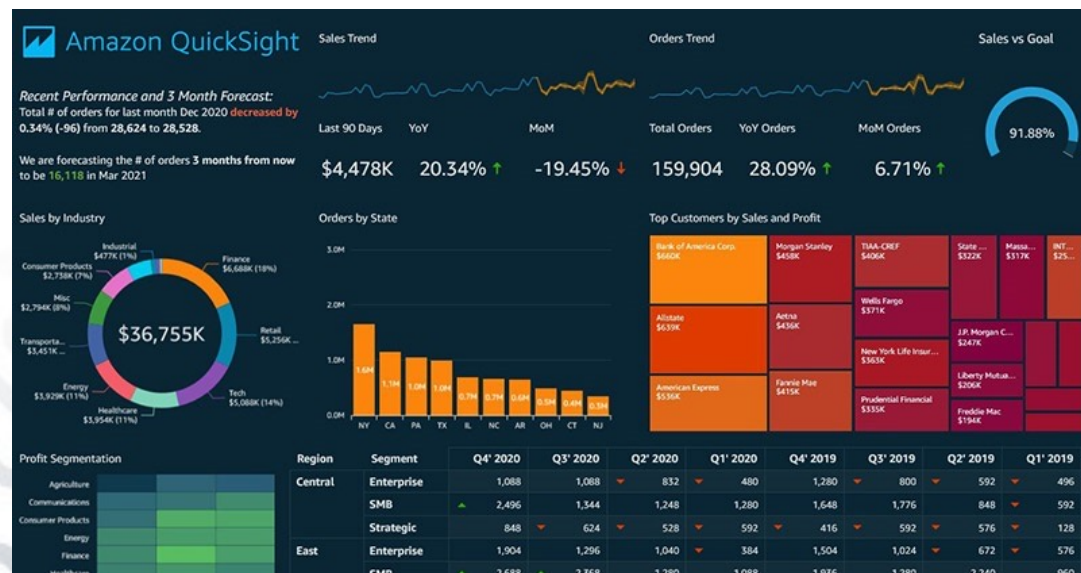 Amazon QuickSight
Recent Performance and 3 Month Forecast:
Total # of orders for last month Dec 2020 decreased by
0.34% (-96) from 28,624 to 28,528.
We are forecasting the # of orders 3 months from now
to be 16,118 in Mar 2021
Sales Trend
Last 90 Days YoY MoM
$4,478K 20.34% ↑ -19.45% ↓
Orders Trend
Total Orders YoY Orders MoM Orders
159,904 28.09% ↑ 6.71% ↑
Sales vs Goal
91.88%
Sales by Industry
Industrial
$477K (1%)
Consumer Products
$2,738K (7%)
Misc
$2,794K (8%)
Transporta...
$3,451K ...
Energy
$3,929K (11%)
Healthcare
$3,954K (11%)
Finance
$6,688K (18%)
Retail
$5,256K ...
Tech
$5,088K (14%)
$36,755K
Orders by State
3.0M
2.0M
1.0M
0.0M
1.6M 1.1M 1.0M 1.0M 0.7M 0.7M 0.6M 0.5M 0.4M 0.3M
NY CA PA TX IL NC AR OH CT NJ
Top Customers by Sales and Profit
Bank of America Corp.
$660K
Allstate
$639K
American Express
$536K
Morgan Stanley
$458K
Aetna
$436K
Fannie Mae
$415K
TIAA-CREF
$406K
Wells Fargo
$371K
New York Life Insur...
$363K
Prudential Financial
$335K
State ...
$322K
Massa...
$317K
INT...
$25...
J.P. Morgan C...
$247K
Liberty Mutua...
$206K
Freddie Mac
$194K
Profit Segmentation
Agriculture
Communications
Consumer Products
Energy
Finance
Region Segment Q4' 2020 Q3' 2020 Q2' 2020 Q1' 2020 Q4' 2019 Q3' 2019 Q2' 2019 Q1' 2019
Central Enterprise 1,088 1,088 832 480 1,280 800 592 496
SMB 2,496 1,344 1,248 1,280 1,648 1,776 848 592
Strategic 848 624 528 592 416 592 576 128
East Enterprise 1,904 1,296 1,040 384 1,504 1,024 672 576